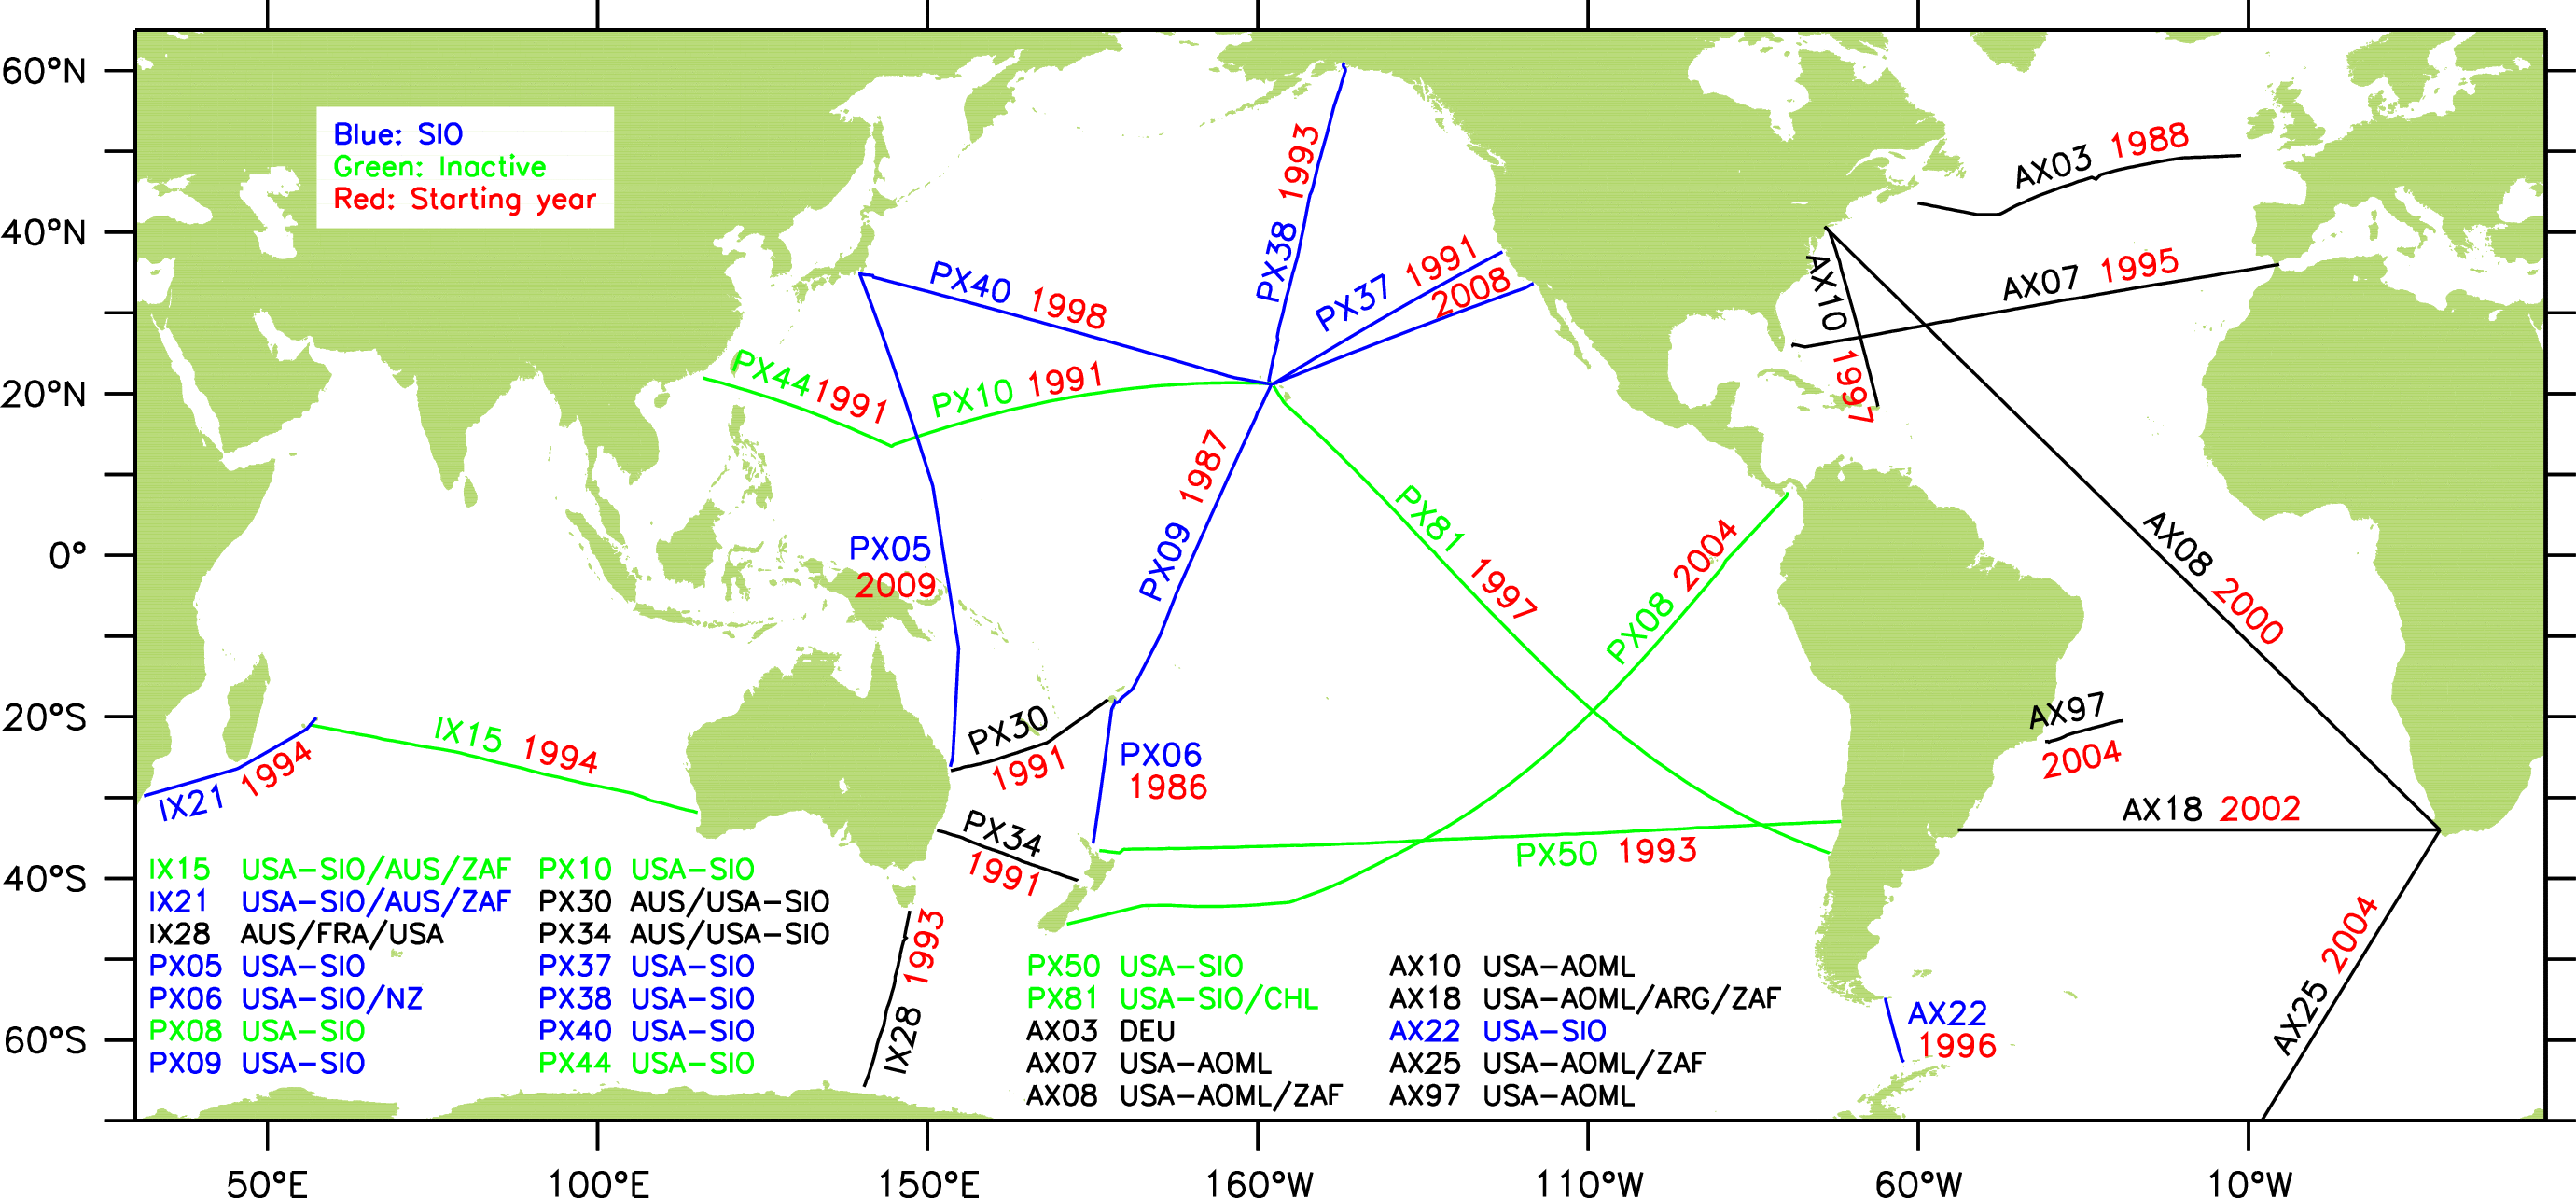 60°N
40°N
20°N
0°
20°S
40°S
60°S
Blue: SIO
Green: Inactive
Red: Starting year
PX38 1993
AX03 1988
PX40 1998
PX37 1991
2008
AX10 1997
AX07 1995
PX44 1991
PX10 1991
PX09 1987
PX81 1997
PX08 2004
AX08 2000
PX05
2009
IX15 1994
IX21 1994
PX30
1991
PX06
1986
AX97
2004
PX34
1991
PX50 1993
AX18 2002
IX28 1993
AX22
1996
AX25 2004
IX15 USA-SIO/AUS/ZAF
IX21 USA-SIO/AUS/ZAF
IX28 AUS/FRA/USA
PX05 USA-SIO
PX06 USA-SIO/NZ
PX08 USA-SIO
PX09 USA-SIO
PX10 USA-SIO
PX30 AUS/USA-SIO
PX34 AUS/USA-SIO
PX37 USA-SIO
PX38 USA-SIO
PX40 USA-SIO
PX44 USA-SIO
PX50 USA-SIO
PX81 USA-SIO/CHL
AX03 DEU
AX07 USA-AOML
AX08 USA-AOML/ZAF
AX10 USA-AOML
AX18 USA-AOML/ARG/ZAF
AX22 USA-SIO
AX25 USA-AOML/ZAF
AX97 USA-AOML
50°E 100°E 150°E 160°W 110°W 60°W 10°W